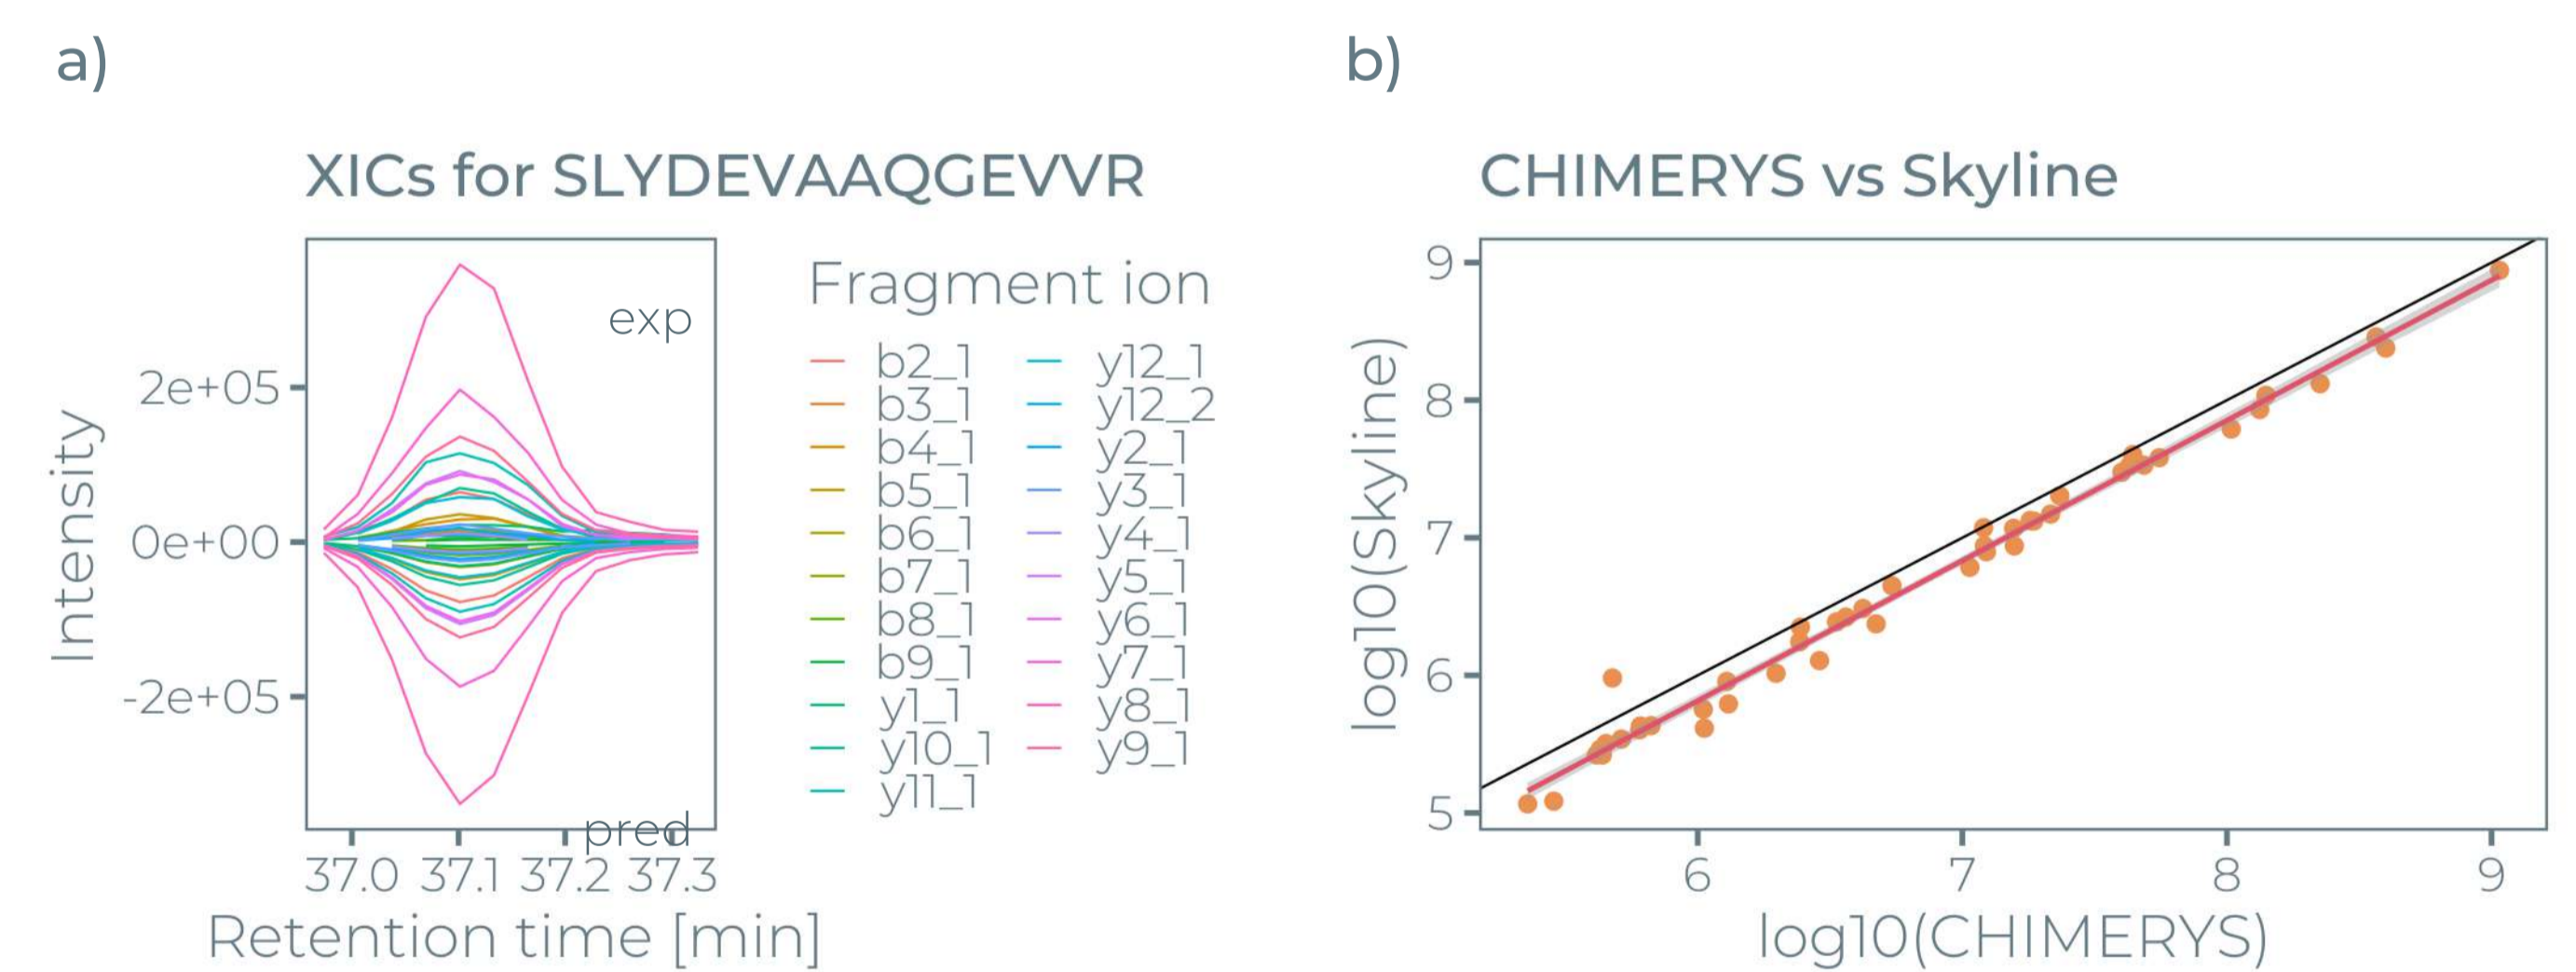 a)
XICs for SLYDEVAAQGEVVR
Intensity
2e+05
0e+00
-2e+05
exp
pred
37.0 37.1 37.2 37.3
Retention time [min]
Fragment ion
b2_1
b3_1
b4_1
b5_1
b6_1
b7_1
b8_1
b9_1
y1_1
y10_1
y11_1
y12_1
y12_2
y2_1
y3_1
y4_1
y5_1
y6_1
y7_1
y8_1
y9_1
b)
CHIMERYS vs Skyline
log10(Skyline)
9
8
7
6
5
6 7 8 9
log10(CHIMERYS)